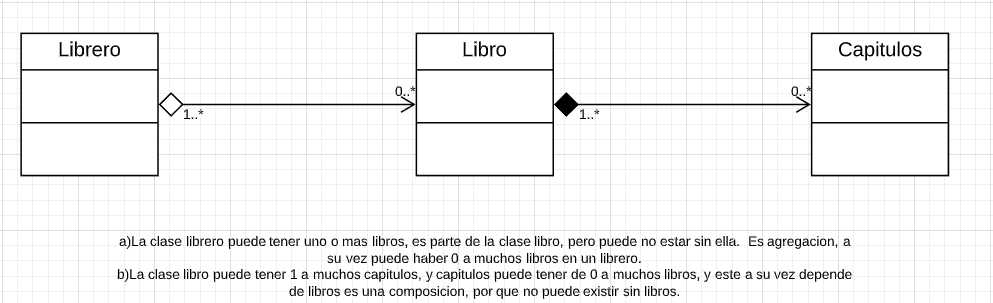 Librero
Libro
Capitulos
0..*
0..*
1..*
1..*
a)La clase librero puede tener uno o mas libros, es parte de la clase libro, pero puede no estar sin ella.  Es agregacion, a
su vez puede haber 0 a muchos libros en un librero.
b)La clase libro puede tener 1 a muchos capitulos, y capitulos puede tener de 0 a muchos libros, y este a su vez depende
de libros es una composicion, por que no puede existir sin libros.